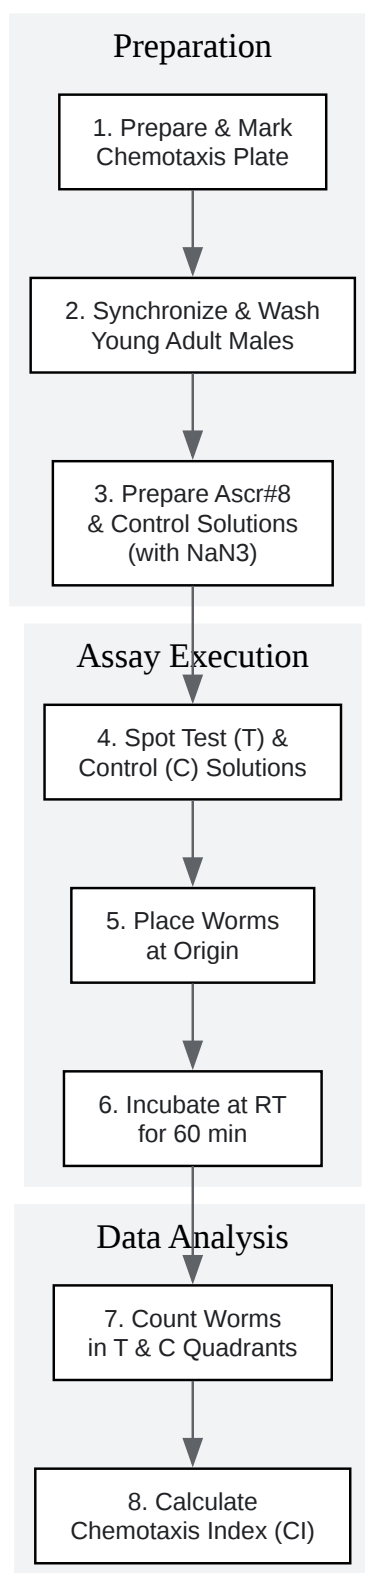 Preparation
1. Prepare & Mark
Chemotaxis Plate
2. Synchronize & Wash
Young Adult Males
3. Prepare Ascr#8
& Control Solutions
(with NaN3)
Assay Execution
4. Spot Test (T) &
Control (C) Solutions
5. Place Worms
at Origin
6. Incubate at RT
for 60 min
Data Analysis
7. Count Worms
in T & C Quadrants
8. Calculate
Chemotaxis Index (CI)